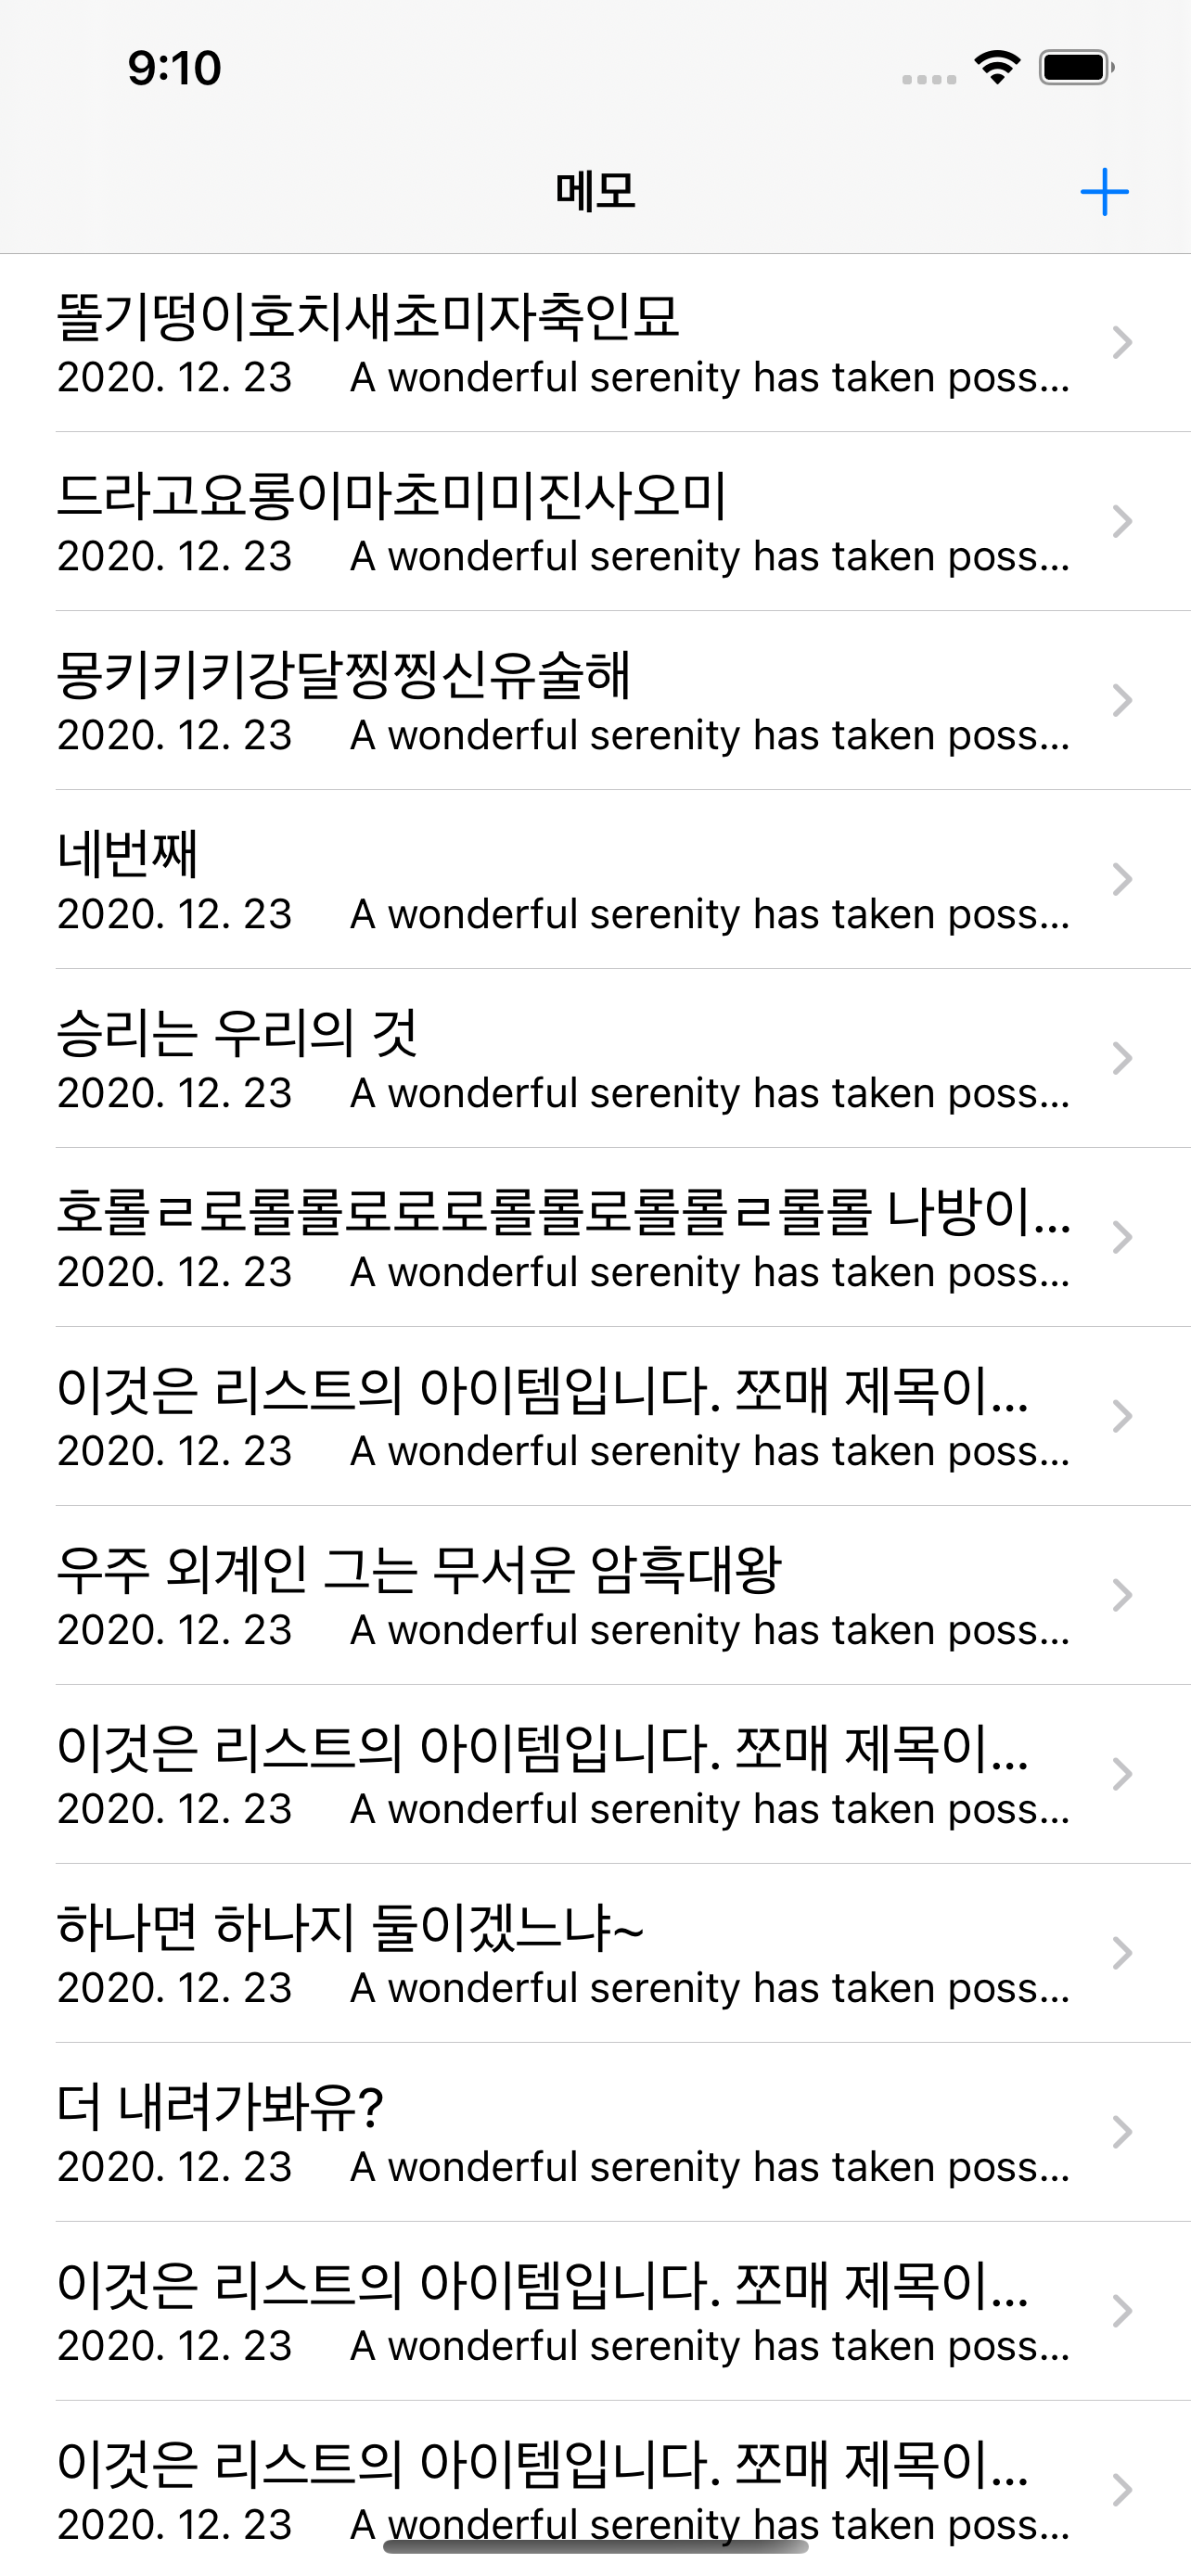 9:10
메모
똘기떵이호치새초미자축인묘
2020. 12. 23 A wonderful serenity has taken poss...
드라고요롱이마초미미진사오미
2020. 12. 23 A wonderful serenity has taken poss...
몽키키키강달찡찡신유술해
2020. 12. 23 A wonderful serenity has taken poss...
네번째
2020. 12. 23 A wonderful serenity has taken poss...
승리는 우리의 것
2020. 12. 23 A wonderful serenity has taken poss...
호롤ㄹ로롤롤로로로롤롤로롤롤ㄹ롤롤 나방이...
2020. 12. 23 A wonderful serenity has taken poss...
이것은 리스트의 아이템입니다. 쪼매 제목이...
2020. 12. 23 A wonderful serenity has taken poss...
우주 외계인 그는 무서운 암흑대왕
2020. 12. 23 A wonderful serenity has taken poss...
이것은 리스트의 아이템입니다. 쪼매 제목이...
2020. 12. 23 A wonderful serenity has taken poss...
하나면 하나지 둘이겠느냐~
2020. 12. 23 A wonderful serenity has taken poss...
더 내려가봐유?
2020. 12. 23 A wonderful serenity has taken poss...
이것은 리스트의 아이템입니다. 쪼매 제목이...
2020. 12. 23 A wonderful serenity has taken poss...
이것은 리스트의 아이템입니다. 쪼매 제목이...
2020. 12. 23 A wonderful serenity has taken poss...